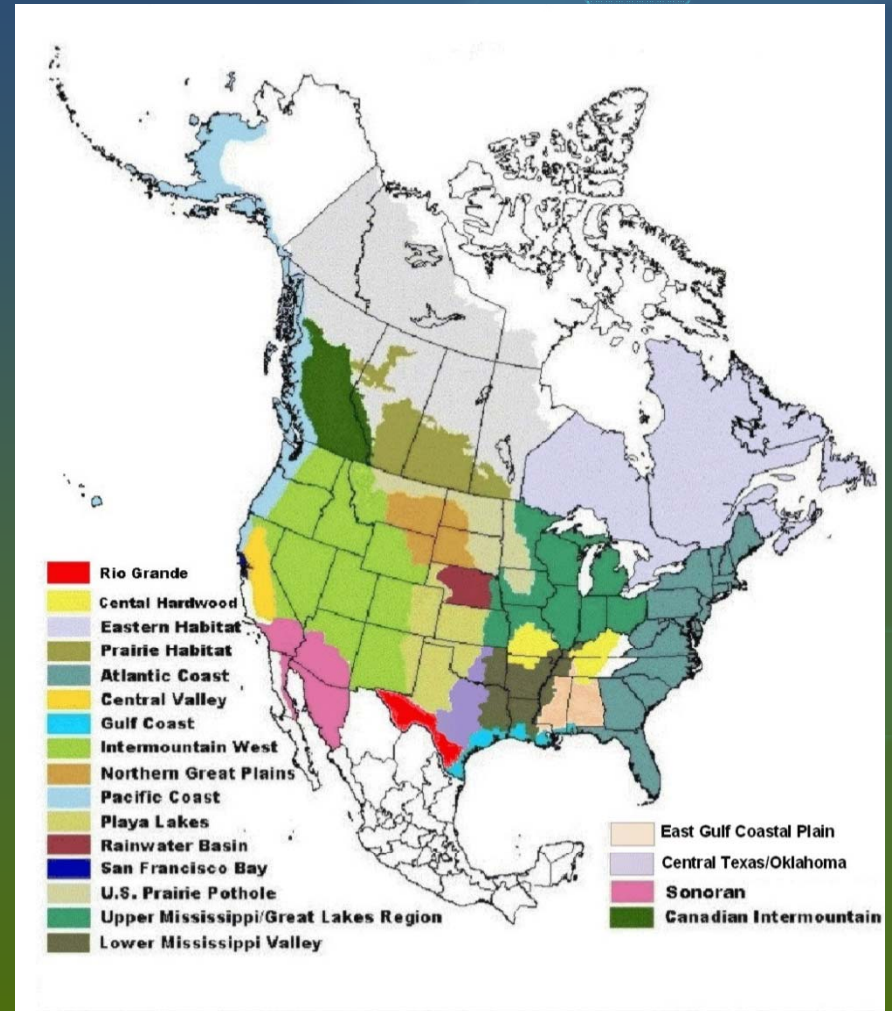 Rio Grande
Cental Hardwood
Eastern Habitat
Prairie Habitat
Atlantic Coast
Central Valley
Gulf Coast
Intermountain West
Northern Great Plains
Pacific Coast
Playa Lakes
Rainwater Basin
San Francisco Bay
U.S. Prairie Pothole
Upper Mississippi/Great Lakes Region
Lower Mississippi Valley
East Gulf Coastal Plain
Central Texas/Oklahoma
Sonoran
Canadian Intermountain